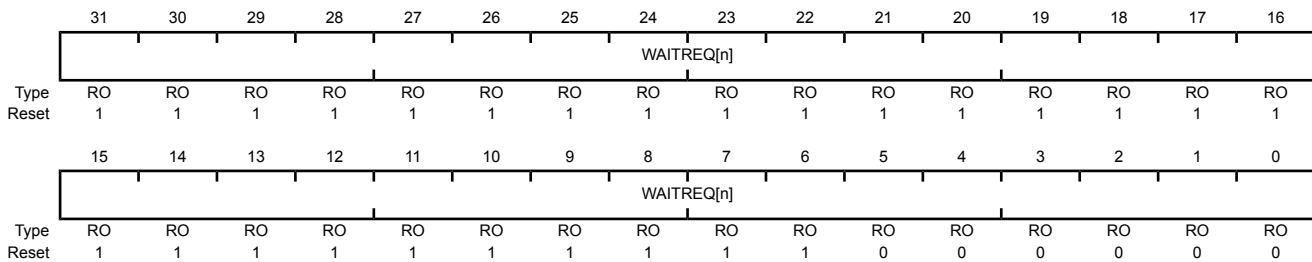 31 30 29 28 27 26 25 24 23 22 21 20 19 18 17 16
WAITREQ[n]
Type RO RO RO RO RO RO RO RO RO RO RO RO RO RO RO RO
Reset 1 1 1 1 1 1 1 1 1 1 1 1 1 1 1 1
15 14 13 12 11 10 9 8 7 6 5 4 3 2 1 0
WAITREQ[n]
Type RO RO RO RO RO RO RO RO RO RO RO RO RO RO RO RO
Reset 1 1 1 1 1 1 1 1 1 1 0 0 0 0 0 0